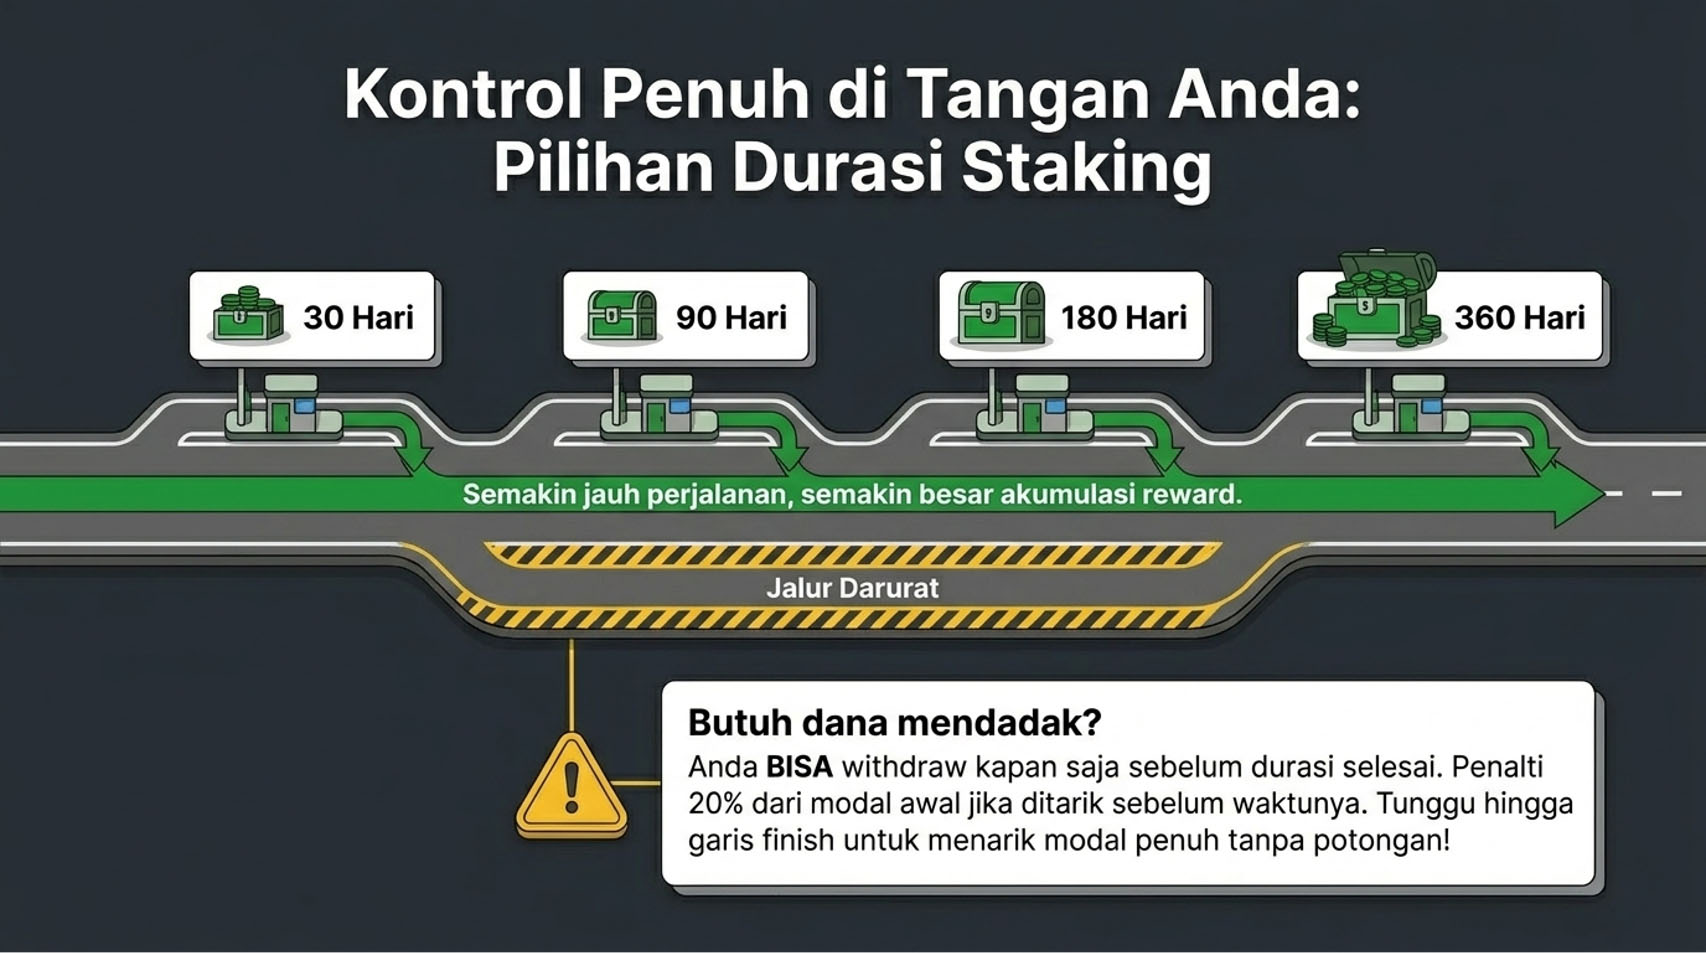 Kontrol Penuh di Tangan Anda:
Pilihan Durasi Staking
30 Hari
90 Hari
180 Hari
360 Hari
Semakin jauh perjalanan, semakin besar akumulasi reward.
Jalur Darurat
Butuh dana mendadak?
Anda BISA withdraw kapan saja sebelum durasi selesai. Penalti
20% dari modal awal jika ditarik sebelum waktunya. Tunggu hingga
garis finish untuk menarik modal penuh tanpa potongan!